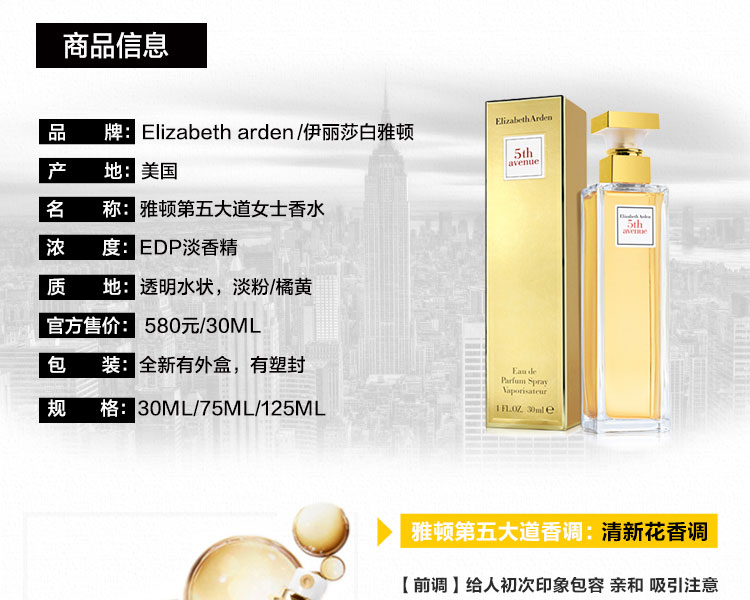 商品信息
品 牌：Elizabeth arden/伊丽莎白雅顿
产 地：美国
名 称：雅顿第五大道女士香水
浓 度：EDP淡香精
质 地：透明水状，淡粉/橘黄
官方售价：580元/30ML
包 装：全新有外盒，有塑封
规 格：30ML/75ML/125ML
ElizabethArden
5th
avenue
Eau de
Parfum Spray
Vaporisateur
1 FL.OZ. 30ml e
Elizabeth Arden
5th
avenue
雅顿第五大道香调：清新花香调
【前调】给人初次印象包容 亲和 吸引注意